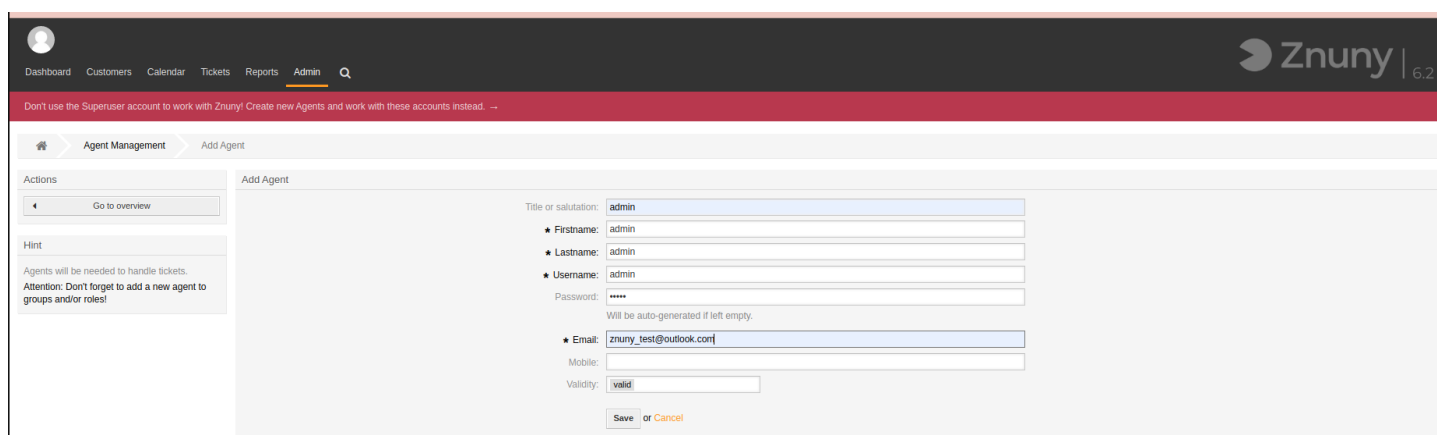 Znuny | 6.2
Dashboard Customers Calendar Tickets Reports Admin
Don't use the Superuser account to work with Znuny! Create new Agents and work with these accounts instead. →
Agent Management Add Agent
Actions
Go to overview
Hint
Agents will be needed to handle tickets.
Attention: Don't forget to add a new agent to
groups and/or roles!
Add Agent
Title or salutation: admin
★ Firstname: admin
★ Lastname: admin
★ Username: admin
Password: •••••
Will be auto-generated if left empty.
★ Email: znuny_test@outlook.com
Mobile:
Validity: valid
Save or Cancel